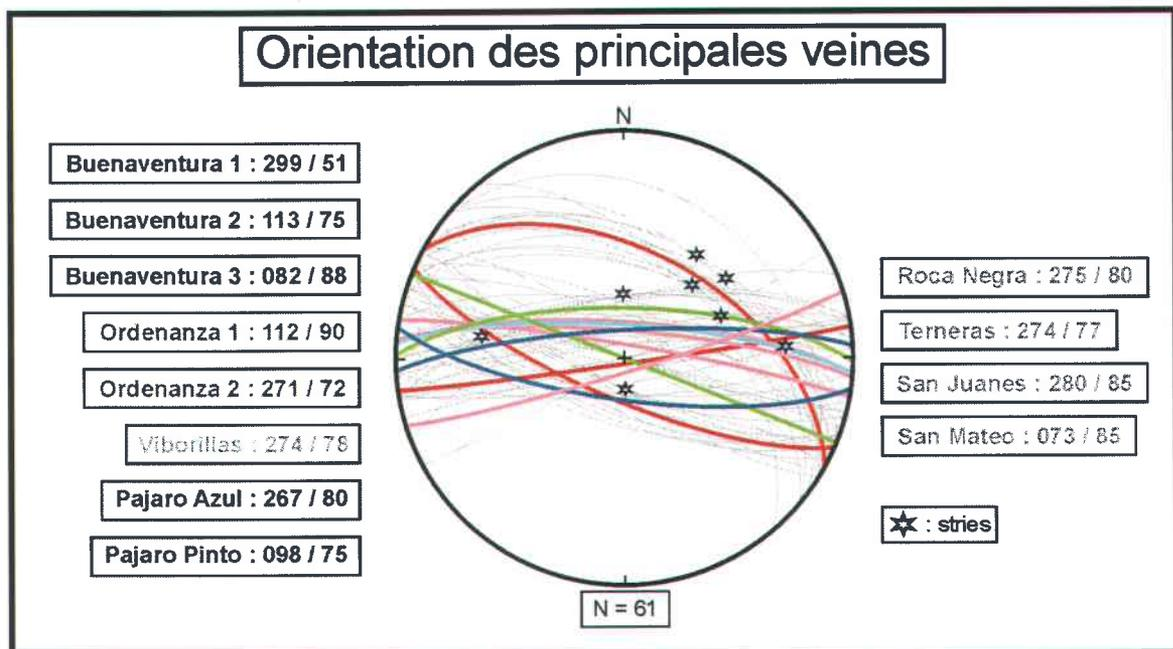 Orientation des principales veines
N
Buenaventura 1 : 299 / 51
Buenaventura 2 : 113 / 75
Buenaventura 3 : 082 / 88
Ordenanza 1 : 112 / 90
Ordenanza 2 : 271 / 72
Viborillas : 274 / 78
Pajaro Azul : 267 / 80
Pajaro Pinto : 098 / 75
Roca Negra : 275 / 80
Terneras : 274 / 77
San Juanes : 280 / 85
San Mateo : 073 / 85
: stries
N = 61